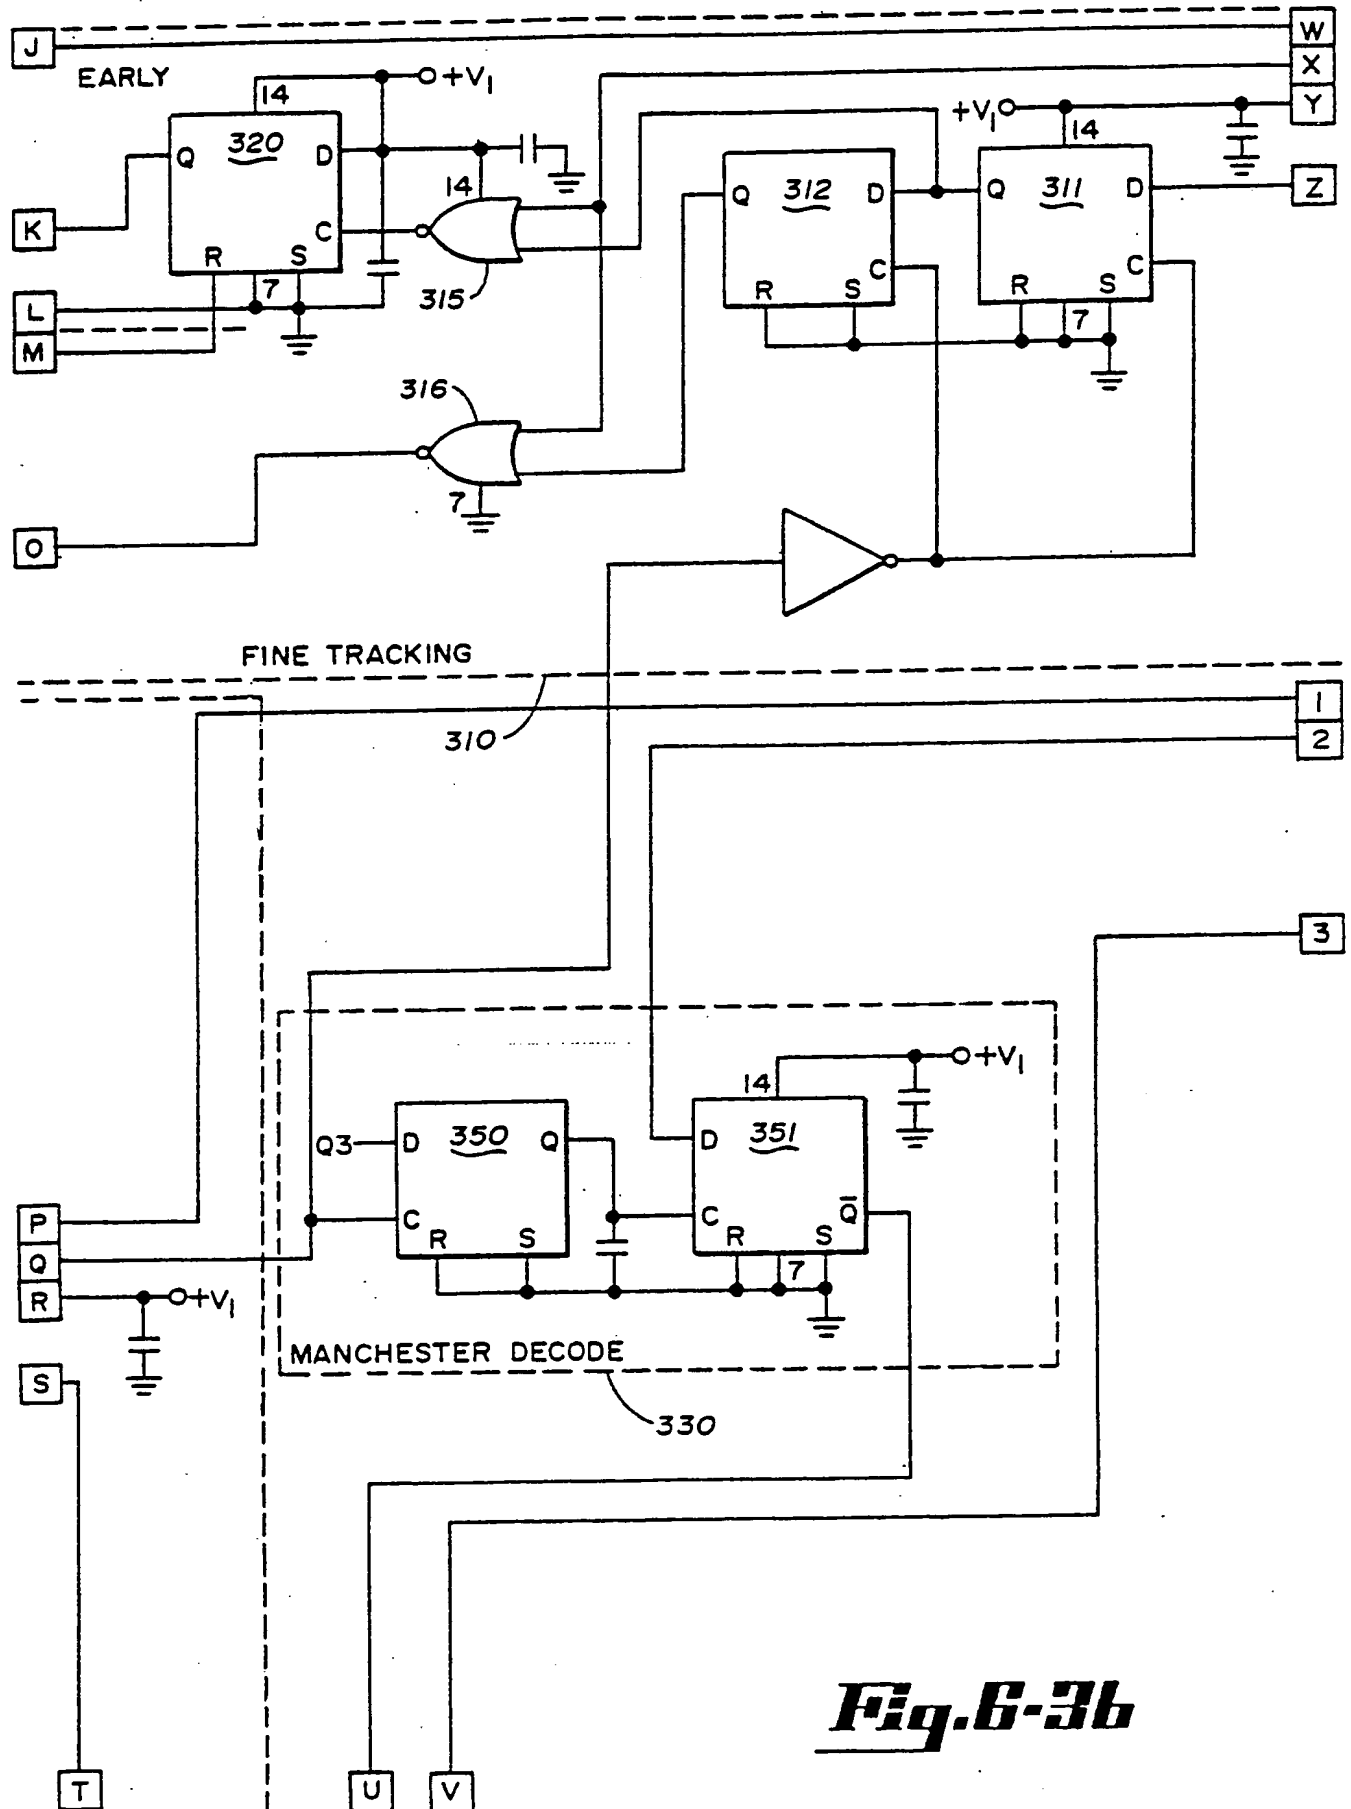 J
W
EARLY
+V1
X
14
+V1
Y
14
Q
320
D
14
Q
312
D
Q
311
D
Z
K
C
R
S
7
315
C
R
S
C
R
S
7
L
M
316
7
O
FINE TRACKING
1
310
2
3
14
+V1
Q3
D
350
Q
D
351
P
C
R
S
C
R
S
Q̅
Q
7
R
+V1
MANCHESTER DECODE
S
330
Fig.6-3b
T
U
V